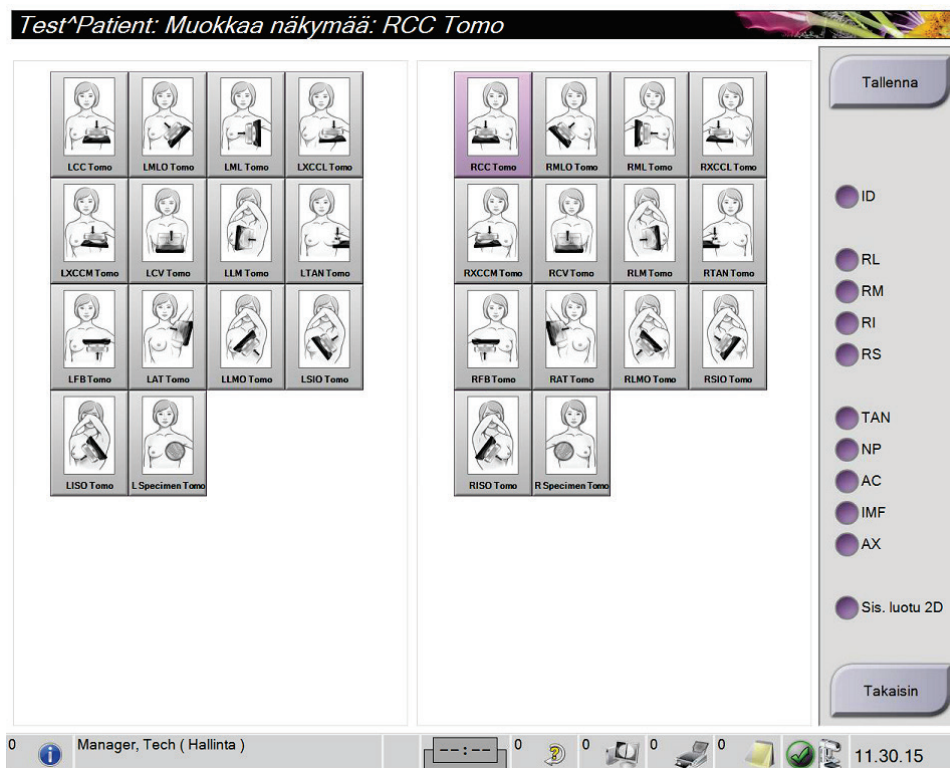 Test^Patient: Muokkaa näkymää: RCC Tomo
LCC Tomo LMLO Tomo LML Tomo LXCCL Tomo
LXCCM Tomo LCV Tomo LLM Tomo LTAN Tomo
LFB Tomo LAT Tomo LLMO Tomo LSIO Tomo
LISO Tomo L Specimen Tomo
RCC Tomo RMLO Tomo RML Tomo RXCCL Tomo
RXCCM Tomo RCV Tomo RLM Tomo RTAN Tomo
RFB Tomo RAT Tomo RLMO Tomo RSIO Tomo
RISO Tomo R Specimen Tomo
Tallenna
ID
RL
RM
RI
RS
TAN
NP
AC
IMF
AX
Sis. luotu 2D
Takaisin
0 Manager, Tech ( Hallinta ) --:-- 0 0 0 0 11.30.15